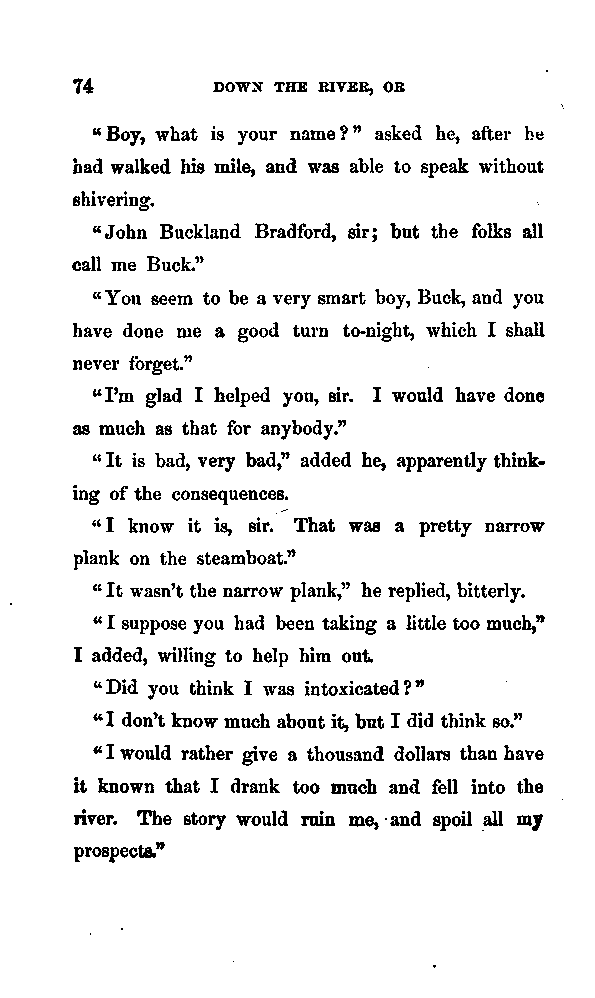 74 DOWN THE RIVER, OR
"Boy, what is your name?" asked he, after he
had walked his mile, and was able to speak without
shivering.
"John Buckland Bradford, sir; but the folks all
call me Buck."
"You seem to be a very smart boy, Buck, and you
have done me a good turn to-night, which I shall
never forget."
"I'm glad I helped you, sir. I would have done
as much as that for anybody."
"It is bad, very bad," added he, apparently think-
ing of the consequences.
"I know it is, sir. That was a pretty narrow
plank on the steamboat."
"It wasn't the narrow plank," he replied, bitterly.
"I suppose you had been taking a little too much,"
I added, willing to help him out.
"Did you think I was intoxicated?"
"I don't know much about it, but I did think so."
"I would rather give a thousand dollars than have
it known that I drank too much and fell into the
river. The story would ruin me, and spoil all my
prospects."